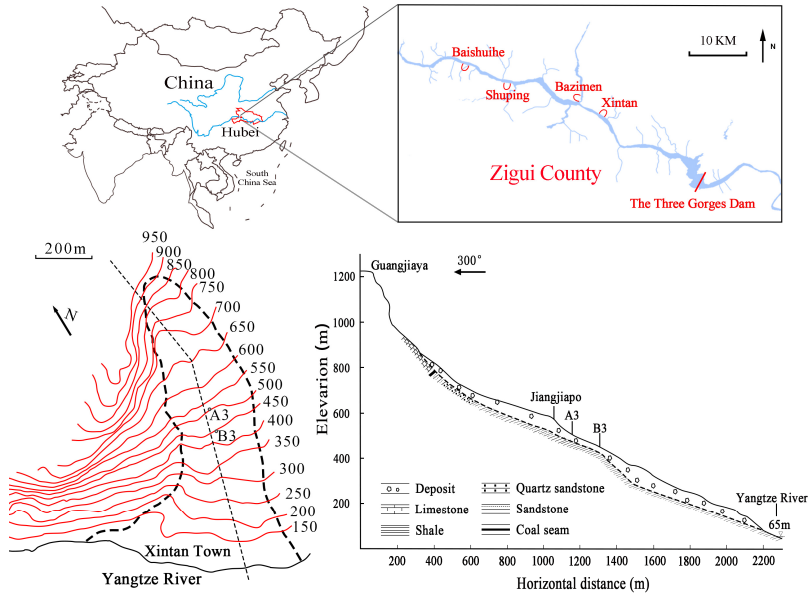 China
Hubei
South
China Sea
10 KM
N
Baishuihe
Shuping
Bazimen
Xintan
Zigui County
The Three Gorges Dam
200m
N
950
900
850
800
750
700
650
600
550
500
450
400
350
300
250
200
150
A3
B3
Xintan Town
Yangtze River
Guangjiaya
300°
Elevarion (m)
1200
1000
800
600
400
200
Jiangjiapo
A3
B3
Yangtze River
65m
Deposit
Quartz sandstone
Limestone
Sandstone
Shale
Coal seam
200 400 600 800 1000 1200 1400 1600 1800 2000 2200
Horizontal distance (m)